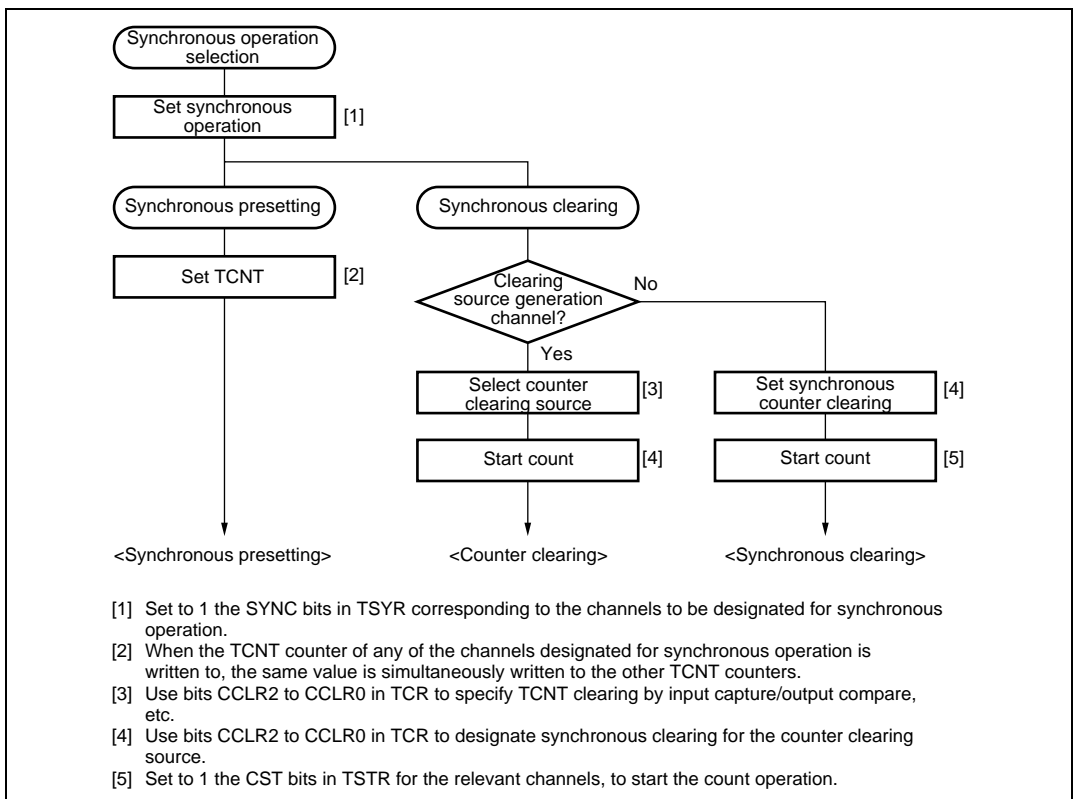 Synchronous operation
selection
Set synchronous
operation
[1]
Synchronous presetting
Synchronous clearing
Set TCNT
[2]
Clearing
source generation
channel?
No
Yes
Select counter
clearing source
[3]
Set synchronous
counter clearing
[4]
Start count
[4]
Start count
[5]
<Synchronous presetting>
<Counter clearing>
<Synchronous clearing>
[1] Set to 1 the SYNC bits in TSYR corresponding to the channels to be designated for synchronous
operation.
[2] When the TCNT counter of any of the channels designated for synchronous operation is
written to, the same value is simultaneously written to the other TCNT counters.
[3] Use bits CCLR2 to CCLR0 in TCR to specify TCNT clearing by input capture/output compare,
etc.
[4] Use bits CCLR2 to CCLR0 in TCR to designate synchronous clearing for the counter clearing
source.
[5] Set to 1 the CST bits in TSTR for the relevant channels, to start the count operation.